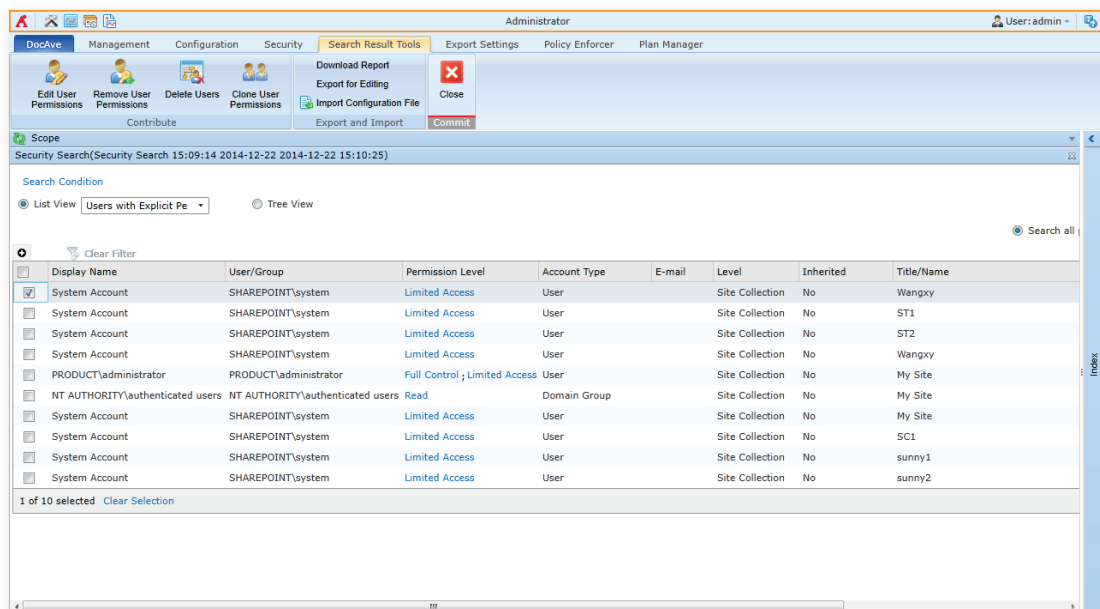 Administrator
User: admin
DocAve Management Configuration Security Search Result Tools Export Settings Policy Enforcer Plan Manager
Edit User Permissions
Remove User Permissions
Delete Users
Clone User Permissions
Contribute
Download Report
Export for Editing
Import Configuration File
Export and Import
Close
Commit
Scope
Security Search(Security Search 15:09:14 2014-12-22 2014-12-22 15:10:25)
Search Condition
List View Users with Explicit Pe Tree View
Search all
Clear Filter
Display Name User/Group Permission Level Account Type E-mail Level Inherited Title/Name
System Account SHAREPOINT\system Limited Access User Site Collection No Wangxy
System Account SHAREPOINT\system Limited Access User Site Collection No ST1
System Account SHAREPOINT\system Limited Access User Site Collection No ST2
System Account SHAREPOINT\system Limited Access User Site Collection No Wangxy
PRODUCT\administrator PRODUCT\administrator Full Control ; Limited Access User Site Collection No My Site
NT AUTHORITY\authenticated users NT AUTHORITY\authenticated users Read Domain Group Site Collection No My Site
System Account SHAREPOINT\system Limited Access User Site Collection No My Site
System Account SHAREPOINT\system Limited Access User Site Collection No SC1
System Account SHAREPOINT\system Limited Access User Site Collection No sunny1
System Account SHAREPOINT\system Limited Access User Site Collection No sunny2
1 of 10 selected Clear Selection
Index